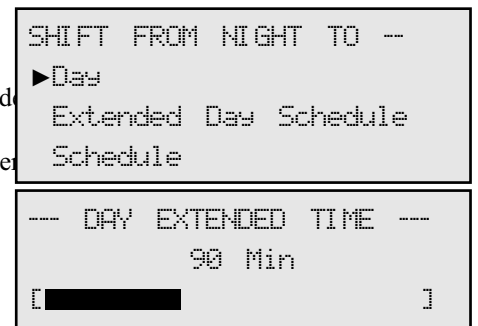 SHIFT FROM NIGHT TO --
►Day
Extended Day Schedule
Schedule
--- DAY EXTENDED TIME ---
90 Min
[ ]